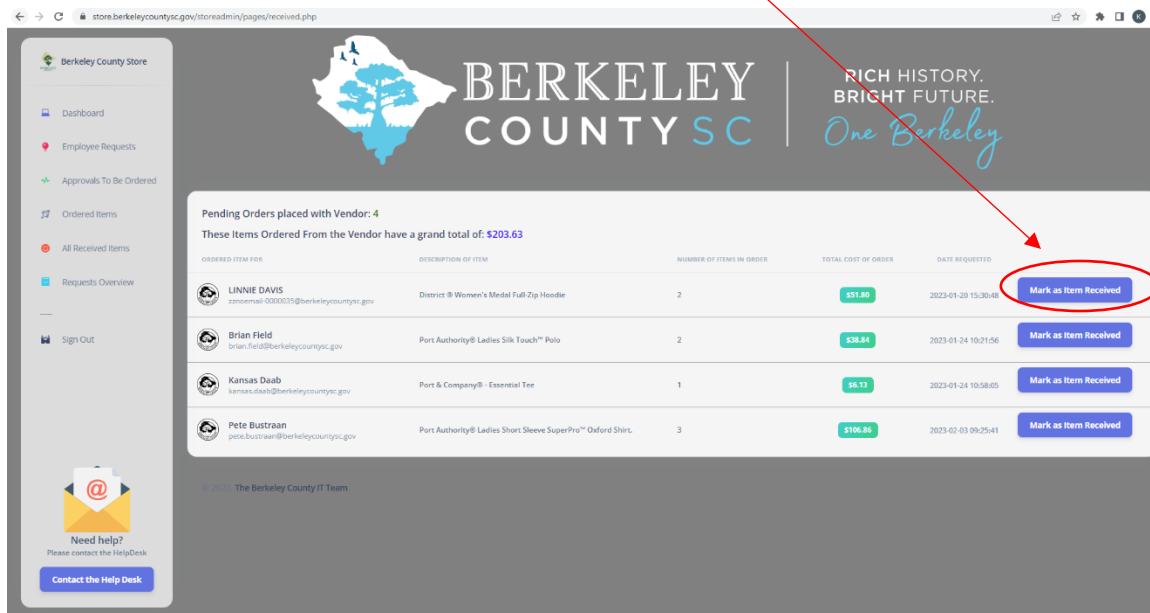 store.berkeleycountysc.gov/storeadmin/pages/received.php
K
Berkeley County Store
Dashboard
Employee Requests
Approvals To Be Ordered
Ordered Items
All Received Items
Requests Overview
Sign Out
Need help?
Please contact the HelpDesk
Contact the Help Desk
BERKELEY
COUNTY SC
RICH HISTORY.
BRIGHT FUTURE.
One Berkeley
Pending Orders placed with Vendor: 4
These Items Ordered From the Vendor have a grand total of: $203.63
ORDERED ITEM FOR DESCRIPTION OF ITEM NUMBER OF ITEMS IN ORDER TOTAL COST OF ORDER DATE REQUESTED
LINNIE DAVIS
zznoemail-0000035@berkeleycountysc.gov
District ® Women's Medal Full-Zip Hoodie 2 $51.80 2023-01-20 15:30:48 Mark as Item Received
Brian Field
brian.field@berkeleycountysc.gov
Port Authority® Ladies Silk Touch™ Polo 2 $38.84 2023-01-24 10:21:56 Mark as Item Received
Kansas Daab
kansas.daab@berkeleycountysc.gov
Port & Company® - Essential Tee 1 $6.13 2023-01-24 10:58:05 Mark as Item Received
Pete Bustraan
pete.bustraan@berkeleycountysc.gov
Port Authority® Ladies Short Sleeve SuperPro™ Oxford Shirt. 3 $106.86 2023-02-03 09:25:41 Mark as Item Received
The Berkeley County IT Team